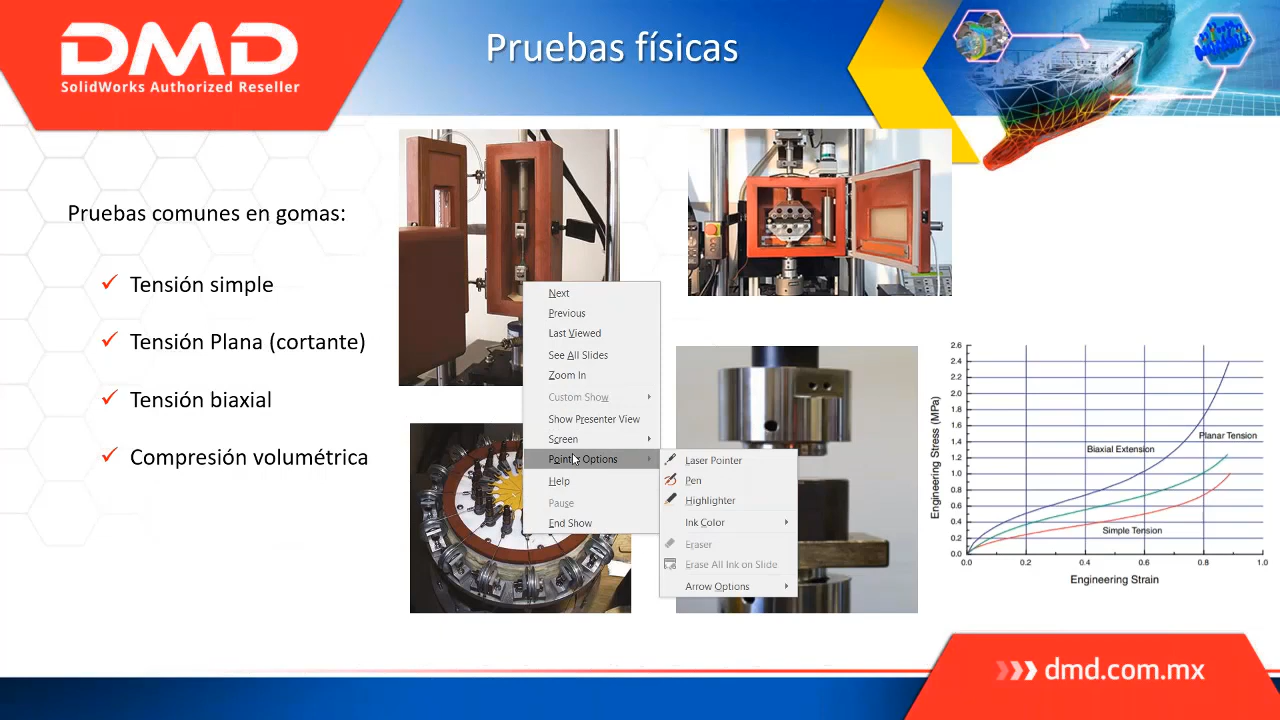 DMD
SolidWorks Authorized Reseller
Pruebas físicas
Pruebas comunes en gomas:
Tensión simple
Tensión Plana (cortante)
Tensión biaxial
Compresión volumétrica
Next
Previous
Last Viewed
See All Slides
Zoom In
Custom Show
Show Presenter View
Screen
Pointer Options
Help
Pause
End Show
Laser Pointer
Pen
Highlighter
Ink Color
Eraser
Erase All Ink on Slide
Arrow Options
Engineering Stress (MPa)
2.6
2.4
2.2
2.0
1.8
1.6
1.4
1.2
1.0
0.8
0.6
0.4
0.2
0.0
Biaxial Extension
Planar Tension
Simple Tension
0.0 0.2 0.4 0.6 0.8 1.0
Engineering Strain
dmd.com.mx